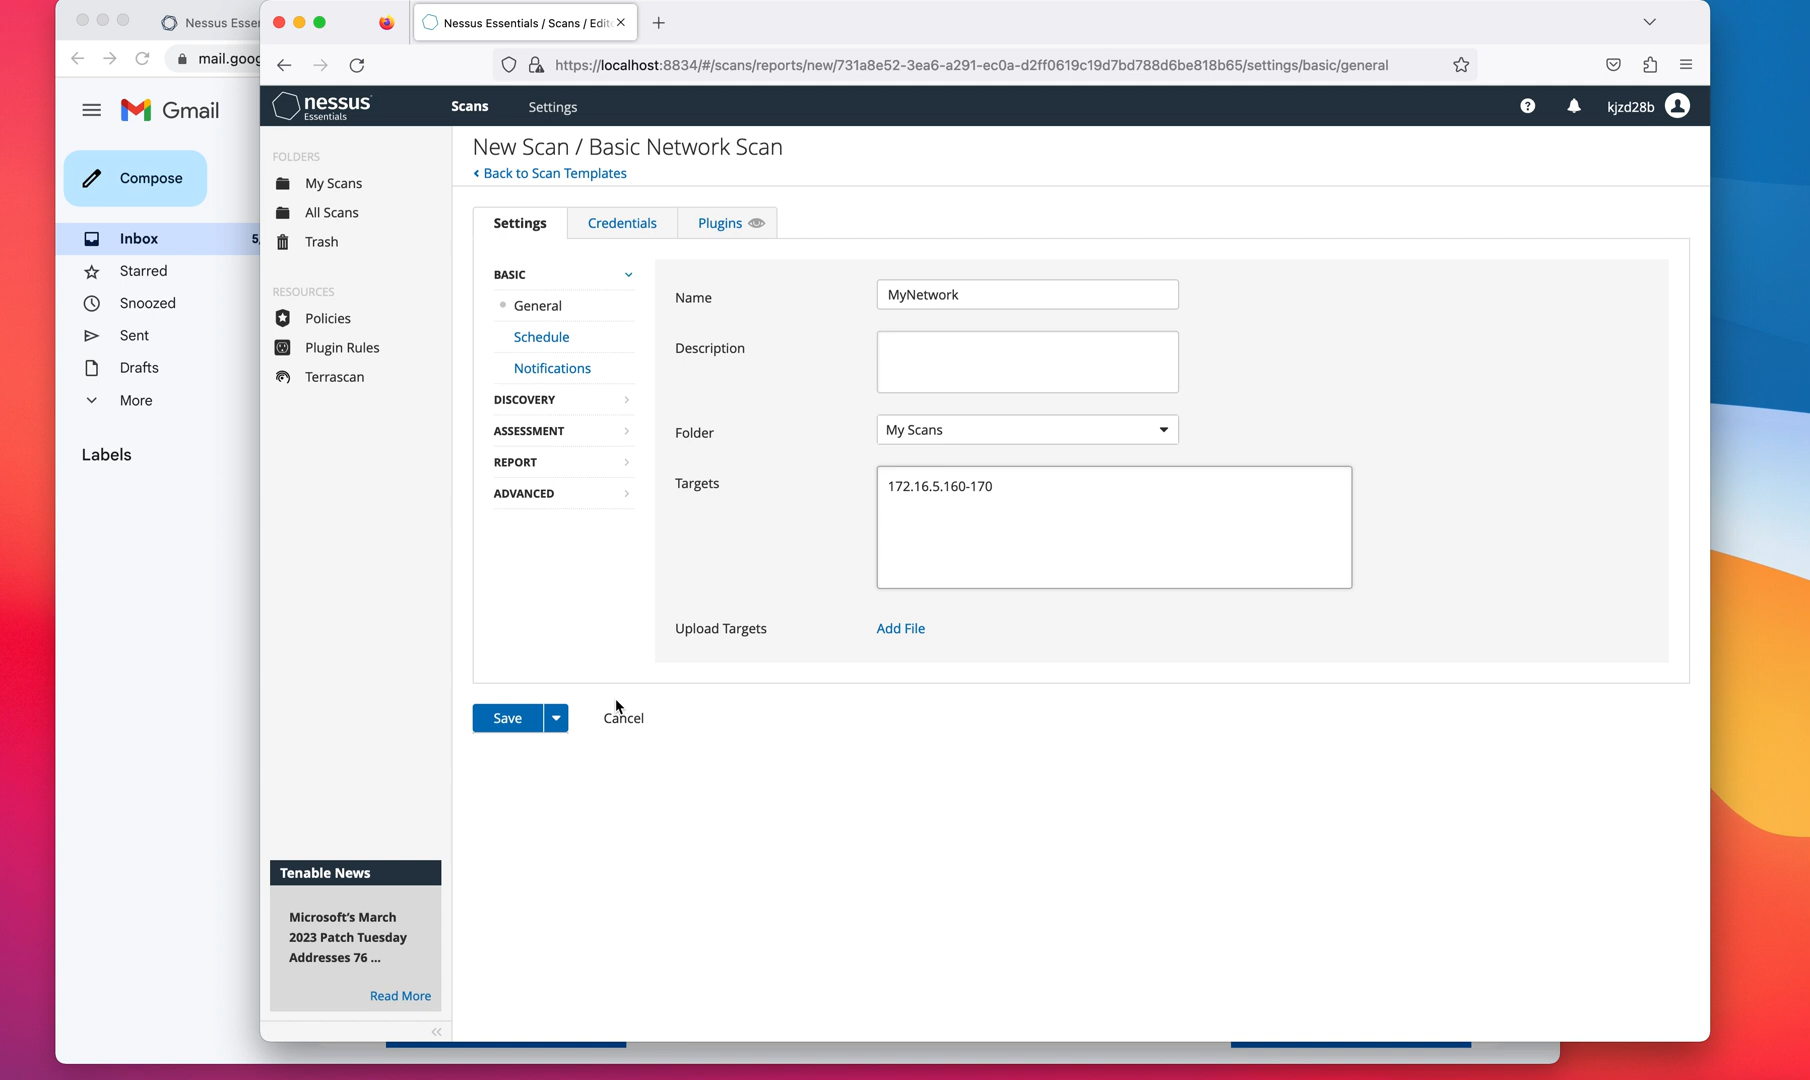 Nessus Esse
Nessus Essentials / Scans / Edit
mail.goog
https://localhost:8834/#/scans/reports/new/731a8e52-3ea6-a291-ec0a-d2ff0619c19d7bd788d6be818b65/settings/basic/general
Gmail
Compose
Inbox 5,
Starred
Snoozed
Sent
Drafts
More
Labels
nessus
Essentials
Scans
Settings
kjzd28b
FOLDERS
My Scans
All Scans
Trash
RESOURCES
Policies
Plugin Rules
Terrascan
New Scan / Basic Network Scan
Back to Scan Templates
Settings
Credentials
Plugins
BASIC
General
Schedule
Notifications
DISCOVERY
ASSESSMENT
REPORT
ADVANCED
Name
MyNetwork
Description
Folder
My Scans
Targets
172.16.5.160-170
Upload Targets
Add File
Save
Cancel
Tenable News
Microsoft's March
2023 Patch Tuesday
Addresses 76 ...
Read More